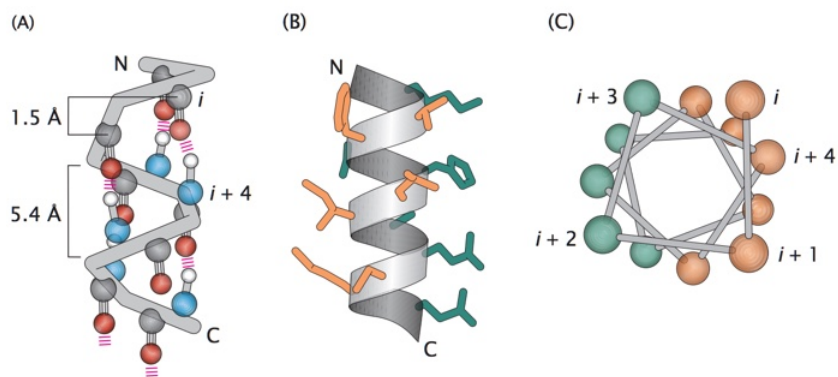 (A)
N
i
1.5 Å
i + 4
5.4 Å
C
(B)
N
C
(C)
i + 3
i
i + 4
i + 2
i + 1